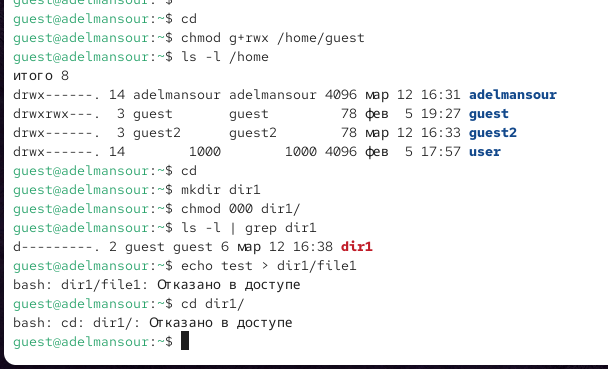 guest@adelmansour:~$ cd
guest@adelmansour:~$ chmod g+rwx /home/guest
guest@adelmansour:~$ ls -l /home
итого 8
drwx------. 14 adelmansour adelmansour 4096 мар 12 16:31 adelmansour
drwxrwx---.  3 guest       guest         78 фев  5 19:27 guest
drwx------.  3 guest2      guest2        78 мар 12 16:33 guest2
drwx------. 14        1000        1000 4096 фев  5 17:57 user
guest@adelmansour:~$ cd
guest@adelmansour:~$ mkdir dir1
guest@adelmansour:~$ chmod 000 dir1/
guest@adelmansour:~$ ls -l | grep dir1
d---------. 2 guest guest 6 мар 12 16:38 dir1
guest@adelmansour:~$ echo test > dir1/file1
bash: dir1/file1: Отказано в доступе
guest@adelmansour:~$ cd dir1/
bash: cd: dir1/: Отказано в доступе
guest@adelmansour:~$